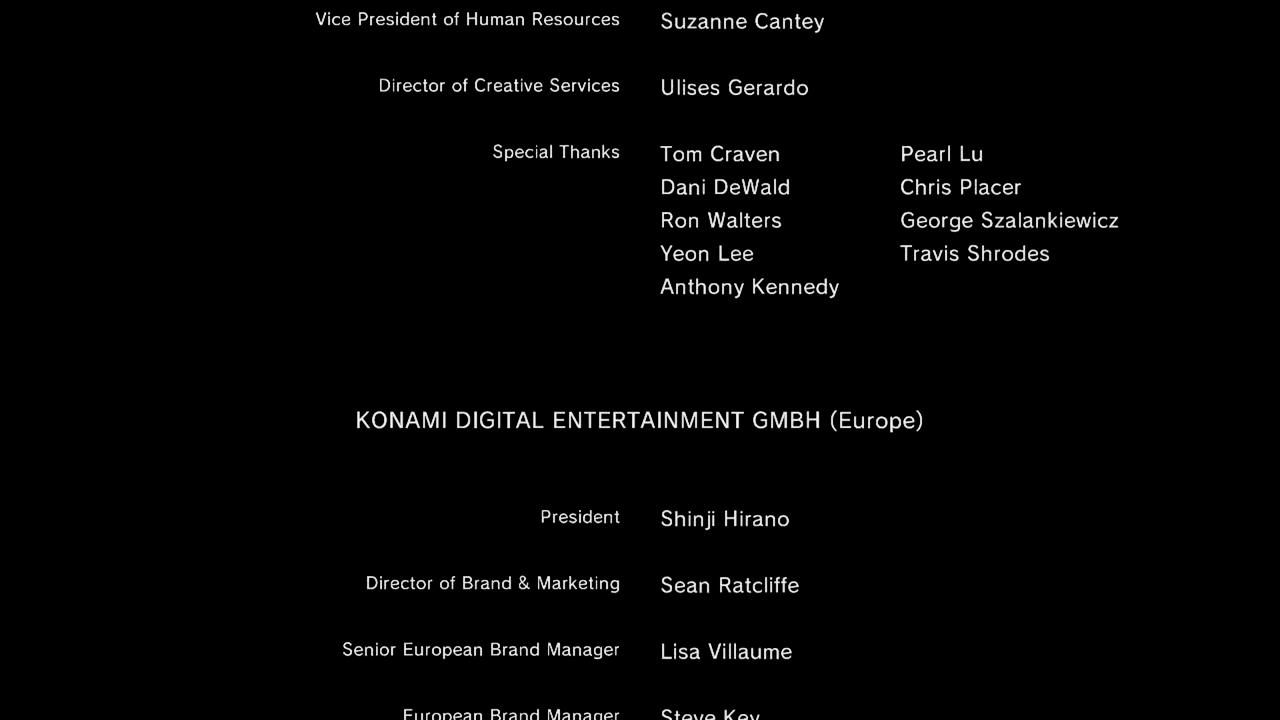 Vice President of Human Resources Suzanne Cantey
Director of Creative Services Ulises Gerardo
Special Thanks Tom Craven Pearl Lu
Dani DeWald Chris Placer
Ron Walters George Szalankiewicz
Yeon Lee Travis Shrodes
Anthony Kennedy
KONAMI DIGITAL ENTERTAINMENT GMBH (Europe)
President Shinji Hirano
Director of Brand & Marketing Sean Ratcliffe
Senior European Brand Manager Lisa Villaume
European Brand Manager Steve Key